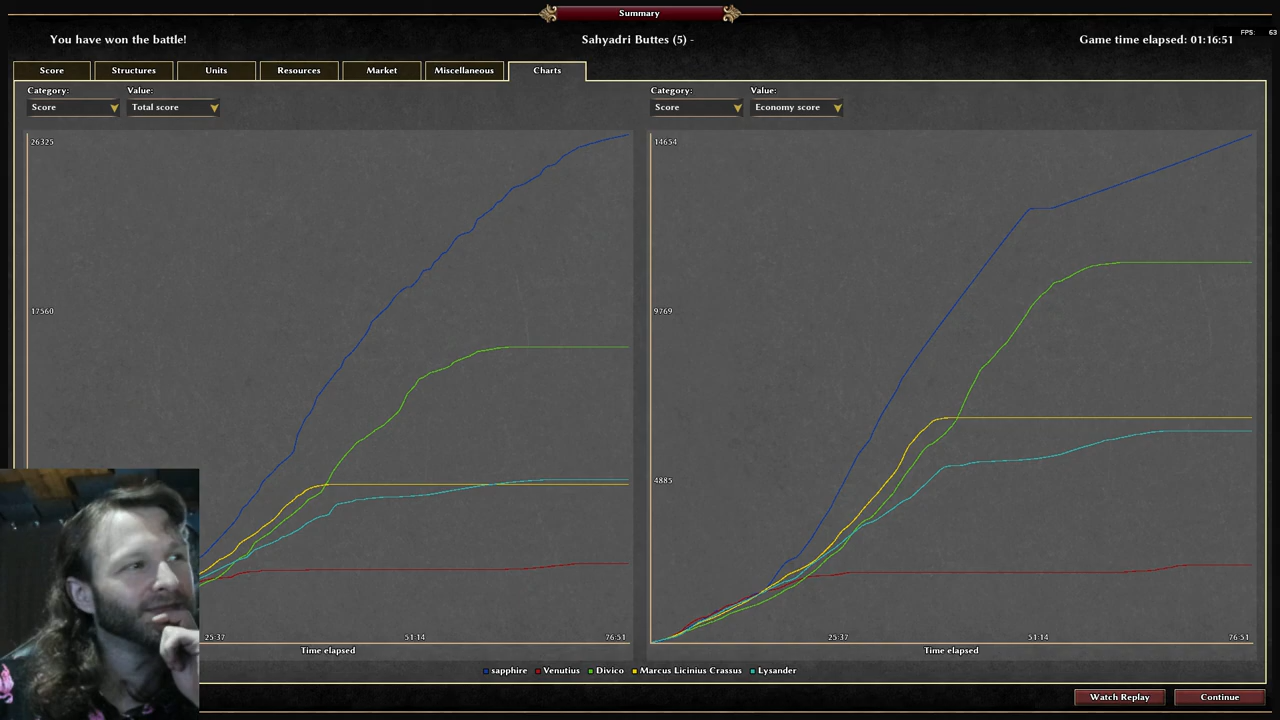 Summary
You have won the battle!
Sahyadri Buttes (5) -
Game time elapsed: 01:16:51
FPS: 63
Score
Structures
Units
Resources
Market
Miscellaneous
Charts
Category:
Value:
Score
Total score
Category:
Value:
Score
Economy score
26325
17560
25:37
51:14
76:51
Time elapsed
14654
9769
4885
25:37
51:14
76:51
Time elapsed
sapphire Venutius Divico Marcus Licinius Crassus Lysander
Watch Replay
Continue